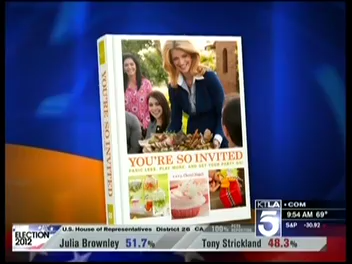 YOU'RE SO INVITED
YOU'RE SO INVITED
PANIC LESS, PLAY MORE, AND GET YOUR PARTY ON!
KTLA.COM
5
9:54 AM 69°
S&P -30.92
ELECTION
2012
U.S. House of Representatives District 26 CA
100%
Julia Brownley 51.7% Tony Strickland 48.3%